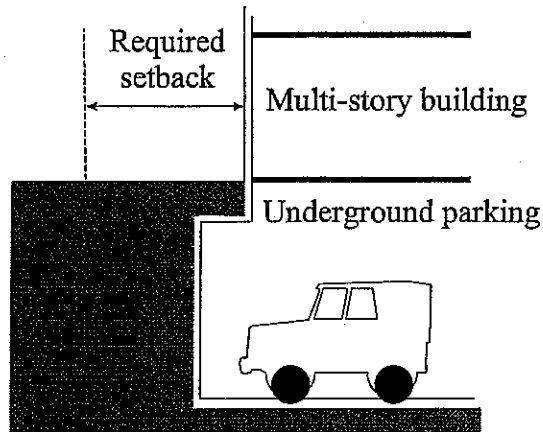 Required
setback
Multi-story building
Underground parking